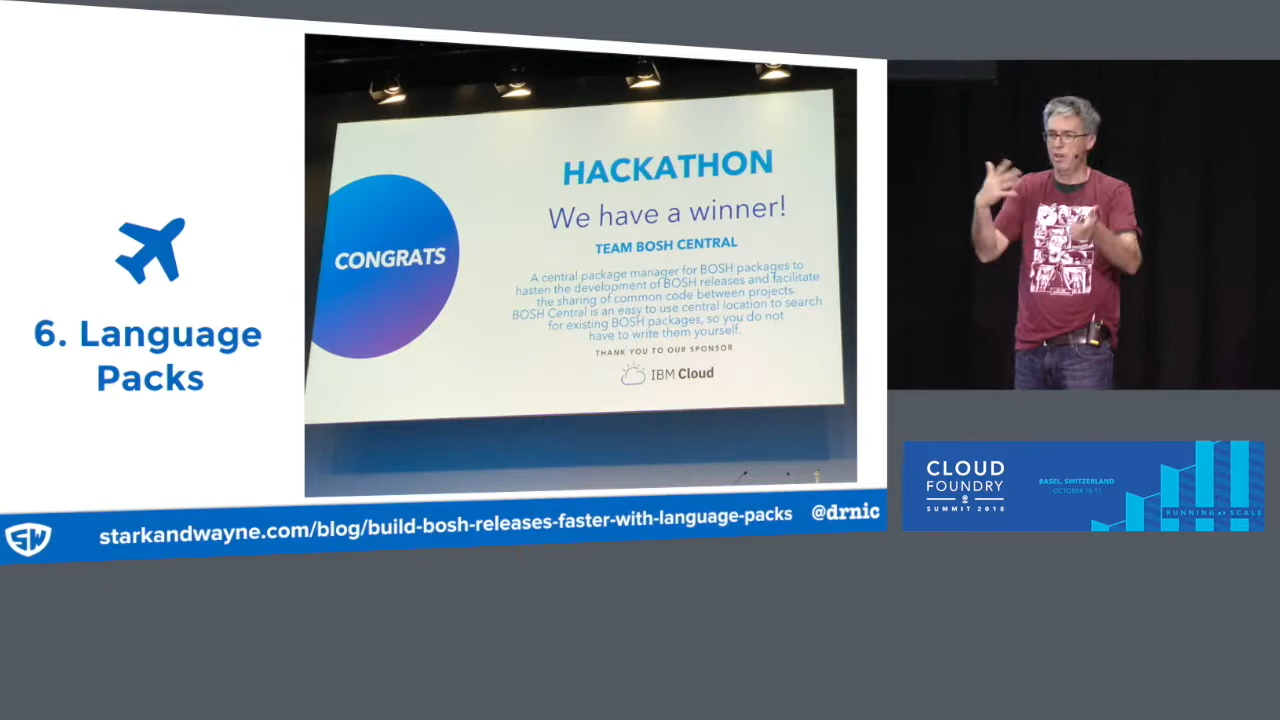 6. Language
Packs
CONGRATS
HACKATHON
We have a winner!
TEAM BOSH CENTRAL
A central package manager for BOSH packages to
hasten the development of BOSH releases and facilitate
the sharing of common code between projects.
BOSH Central is an easy to use central location to search
for existing BOSH packages, so you do not
have to write them yourself.
THANK YOU TO OUR SPONSOR
IBM Cloud
SW
starkandwayne.com/blog/build-bosh-releases-faster-with-language-packs
@drnic
CLOUD
FOUNDRY
SUMMIT 2018
BASEL, SWITZERLAND
OCTOBER 10-11
RUNNING at SCALE